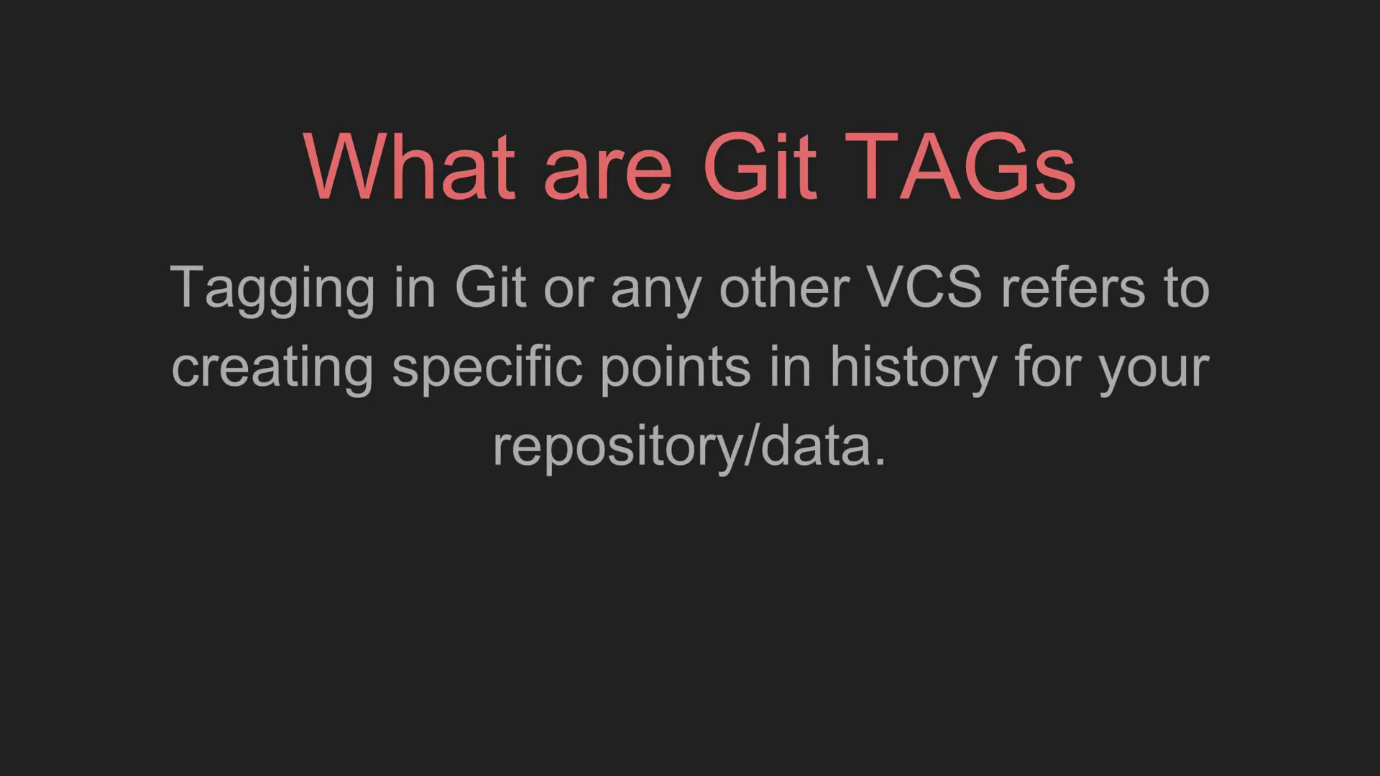 What are Git TAGs
Tagging in Git or any other VCS refers to
creating specific points in history for your
repository/data.